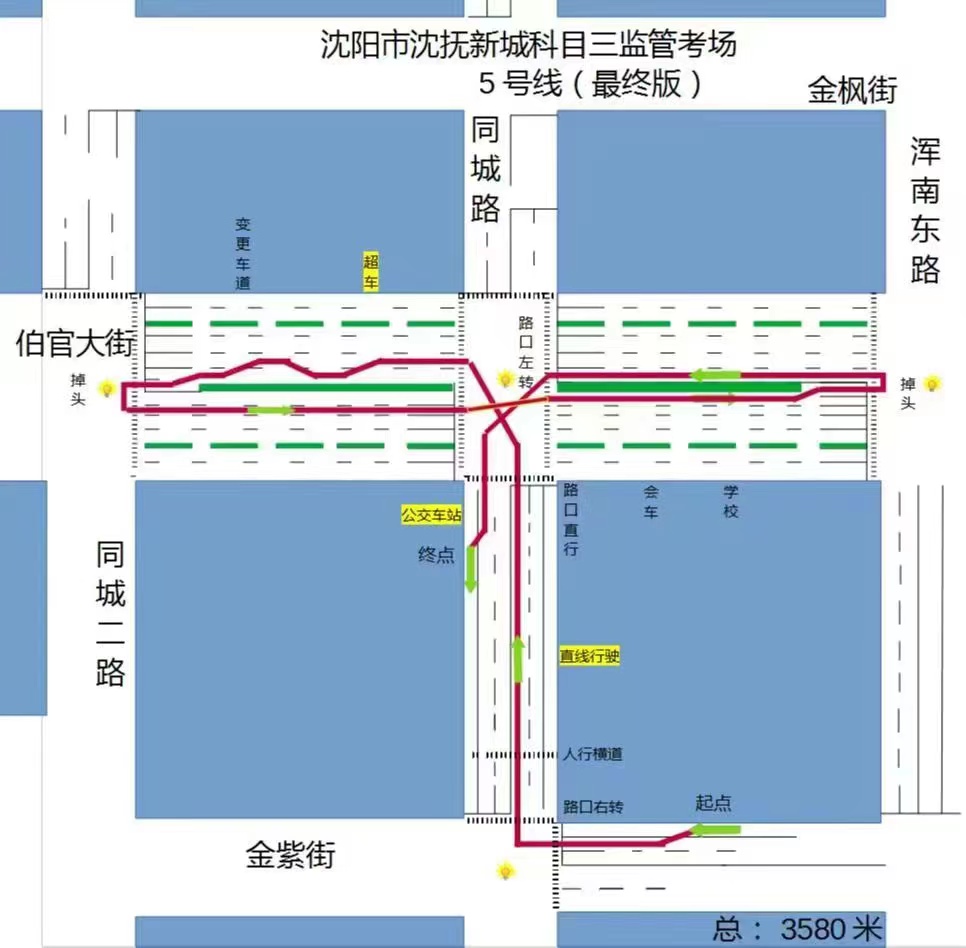 沈阳市沈抚新城科目三监管考场
5号线（最终版）
金枫街
同城路
浑南东路
变更车道
超车
伯官大街
路口左转
掉头
掉头
公交车站
终点
路口直行
会车
学校
同城二路
直线行驶
人行横道
路口右转
起点
金紫街
总：3580米